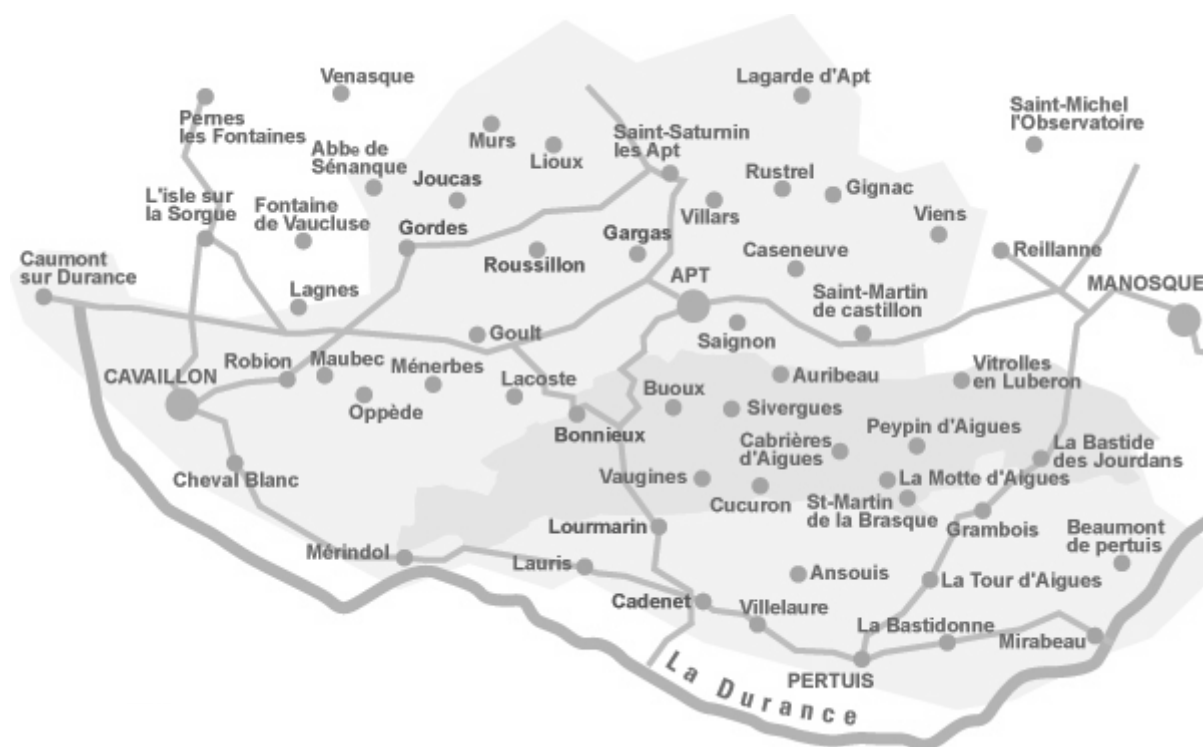 Venasque
Lagarde d'Apt
Pernes
les Fontaines
Saint-Michel
l'Observatoire
Murs
Lioux
Saint-Saturnin
les Apt
Abbe de
Sénanque
Joucas
Rustrel
Gignac
L'isle sur
la Sorgue
Fontaine
de Vaucluse
Gordes
Villars
Viens
Gargas
Roussillon
Caseneuve
Reillanne
Caumont
sur Durance
APT
MANOSQUE
Lagnes
Saint-Martin
de castillon
Goult
Saignon
Robion
Maubec
Ménerbes
CAVAILLON
Oppède
Lacoste
Buoux
Auribeau
Vitrolles
en Luberon
Sivergues
Bonnieux
Peypin d'Aigues
Cabrières
d'Aigues
La Bastide
des Jourdans
Cheval Blanc
Vaugines
La Motte d'Aigues
Cucuron
St-Martin
de la Brasque
Lourmarin
Grambois
Beaumont
de pertuis
Mérindol
Lauris
Ansouis
La Tour d'Aigues
Cadenet
Villelaure
La Bastidonne
Mirabeau
PERTUIS
La Durance